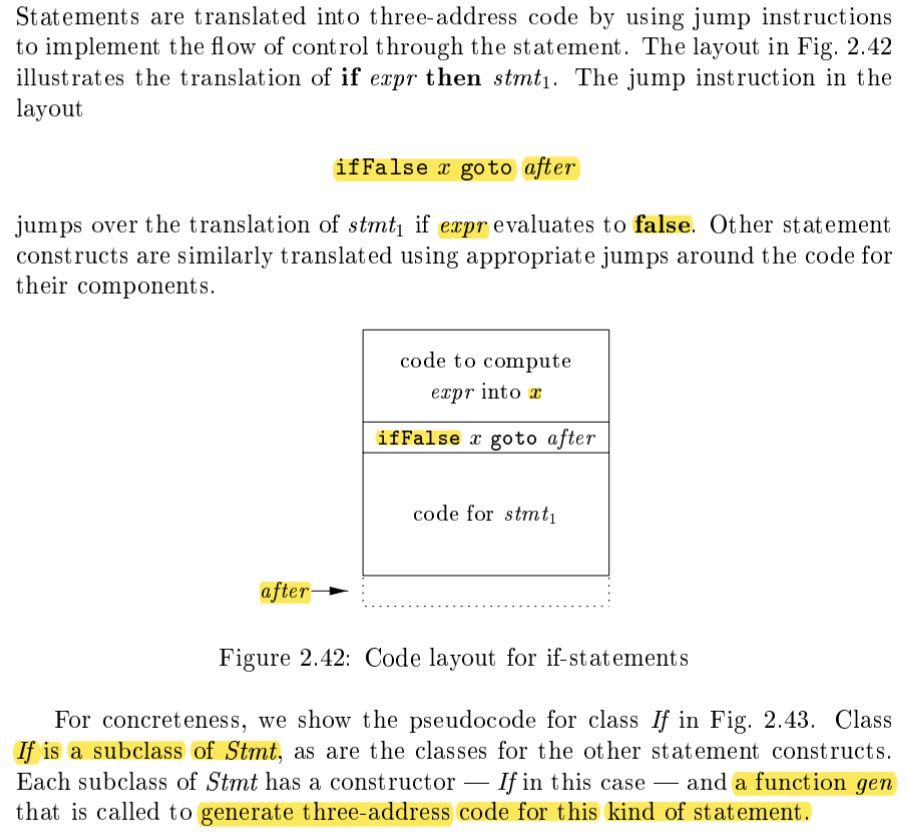 Statements are translated into three-address code by using jump instructions
to implement the flow of control through the statement. The layout in Fig. 2.42
illustrates the translation of if expr then stmt₁. The jump instruction in the
layout
ifFalse x goto after
jumps over the translation of stmt₁ if expr evaluates to false. Other statement
constructs are similarly translated using appropriate jumps around the code for
their components.
code to compute
expr into x
ifFalse x goto after
code for stmt₁
after
Figure 2.42: Code layout for if-statements
For concreteness, we show the pseudocode for class If in Fig. 2.43. Class
If is a subclass of Stmt, as are the classes for the other statement constructs.
Each subclass of Stmt has a constructor — If in this case — and a function gen
that is called to generate three-address code for this kind of statement.